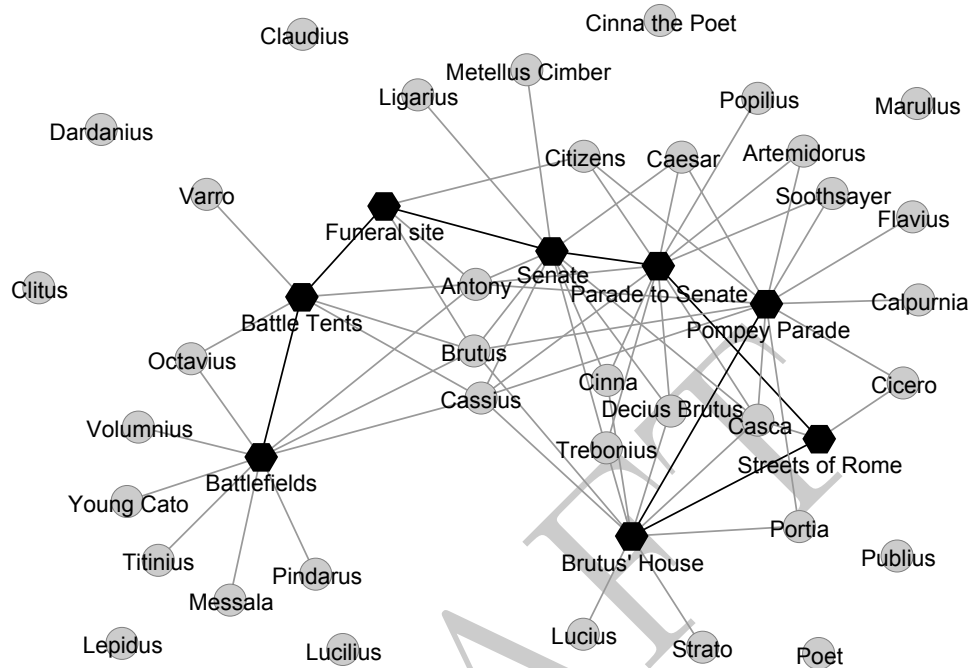 Cinna the Poet
Claudius
Metellus Cimber
Ligarius
Popilius
Marullus
Dardanius
Citizens
Caesar
Artemidorus
Varro
Soothsayer
Flavius
Funeral site
Senate
Antony
Parade to Senate
Clitus
Calpurnia
Battle Tents
Pompey Parade
Octavius
Brutus
Cinna
Cicero
Cassius
Decius Brutus
Casca
Volumnius
Trebonius
Streets of Rome
Battlefields
Young Cato
Portia
Titinius
Brutus' House
Publius
Pindarus
Messala
Lucius
Lepidus
Lucilius
Strato
Poet